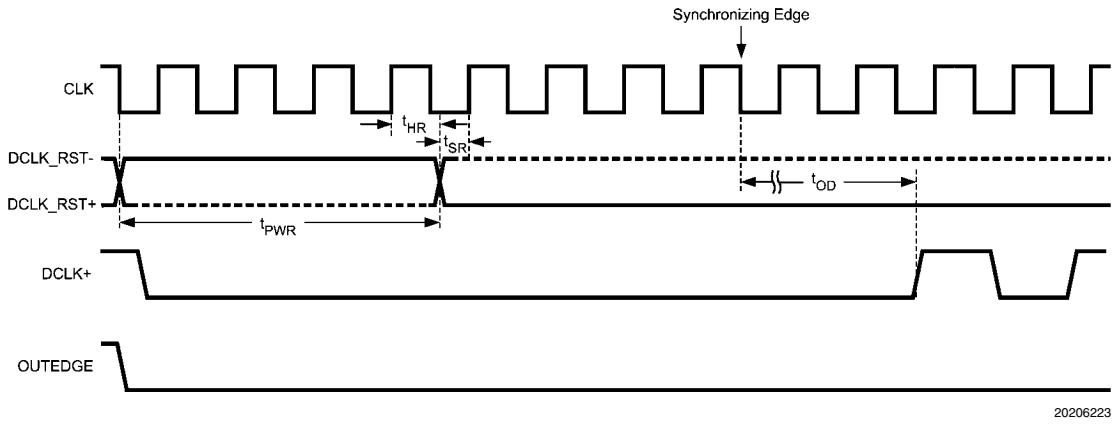 Synchronizing Edge
CLK
tHR
tSR
DCLK_RST-
tOD
DCLK_RST+
tPWR
DCLK+
OUTEDGE
20206223